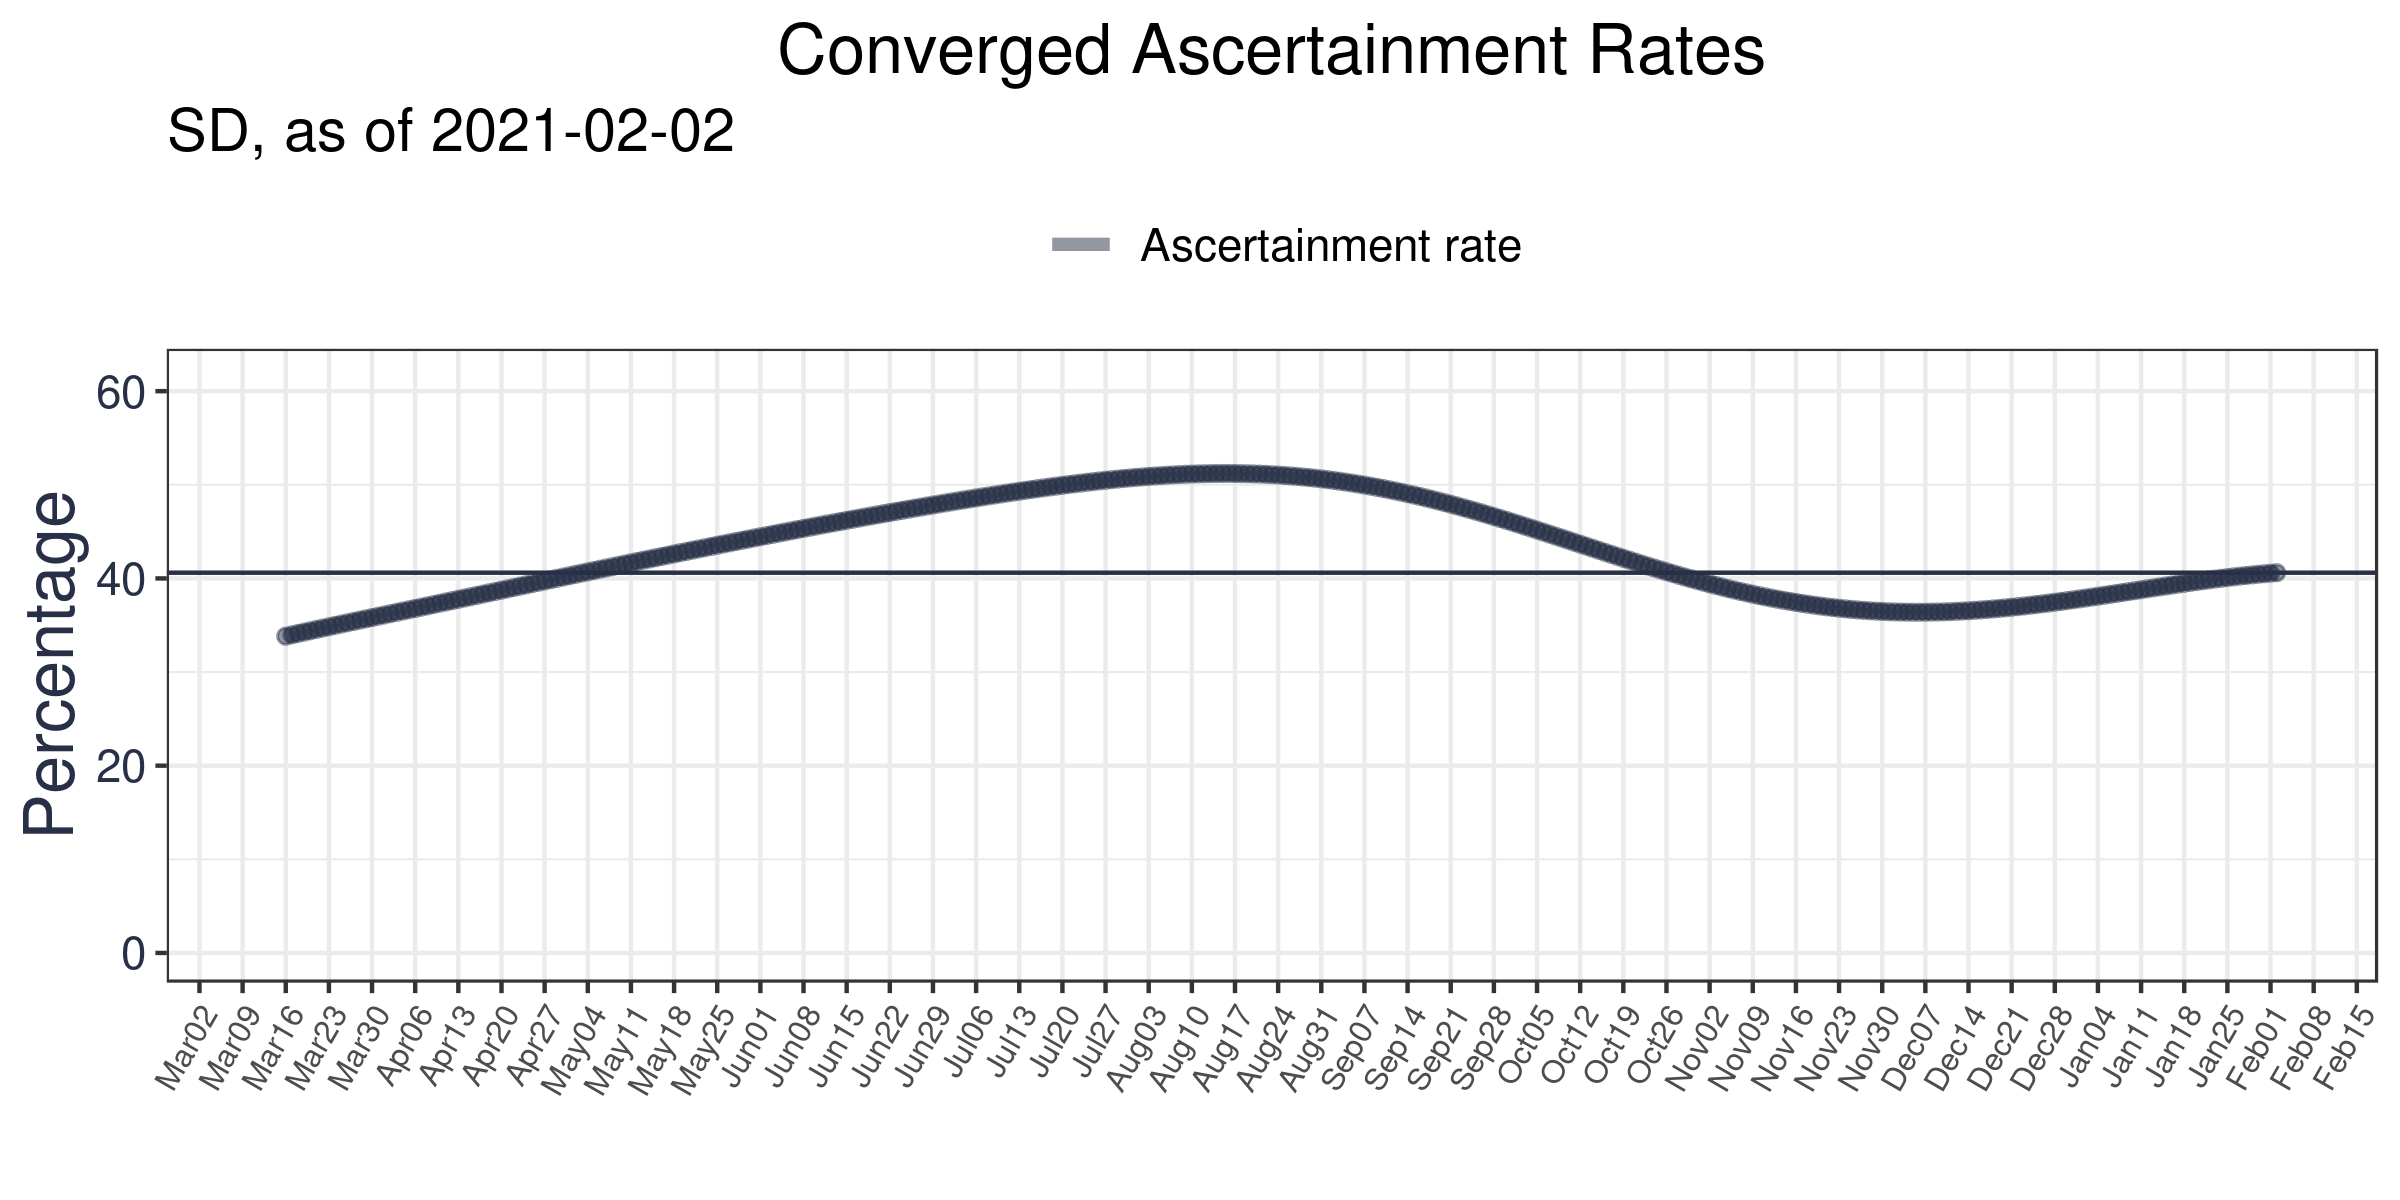 Converged Ascertainment Rates
SD, as of 2021-02-02
Ascertainment rate
Percentage
60
40
20
0
Mar02 Mar09 Mar16 Mar23 Mar30 Apr06 Apr13 Apr20 Apr27 May04 May11 May18 May25 Jun01 Jun08 Jun15 Jun22 Jun29 Jul06 Jul13 Jul20 Jul27 Aug03 Aug10 Aug17 Aug24 Aug31 Sep07 Sep14 Sep21 Sep28 Oct05 Oct12 Oct19 Oct26 Nov02 Nov09 Nov16 Nov23 Nov30 Dec07 Dec14 Dec21 Dec28 Jan04 Jan11 Jan18 Jan25 Feb01 Feb08 Feb15